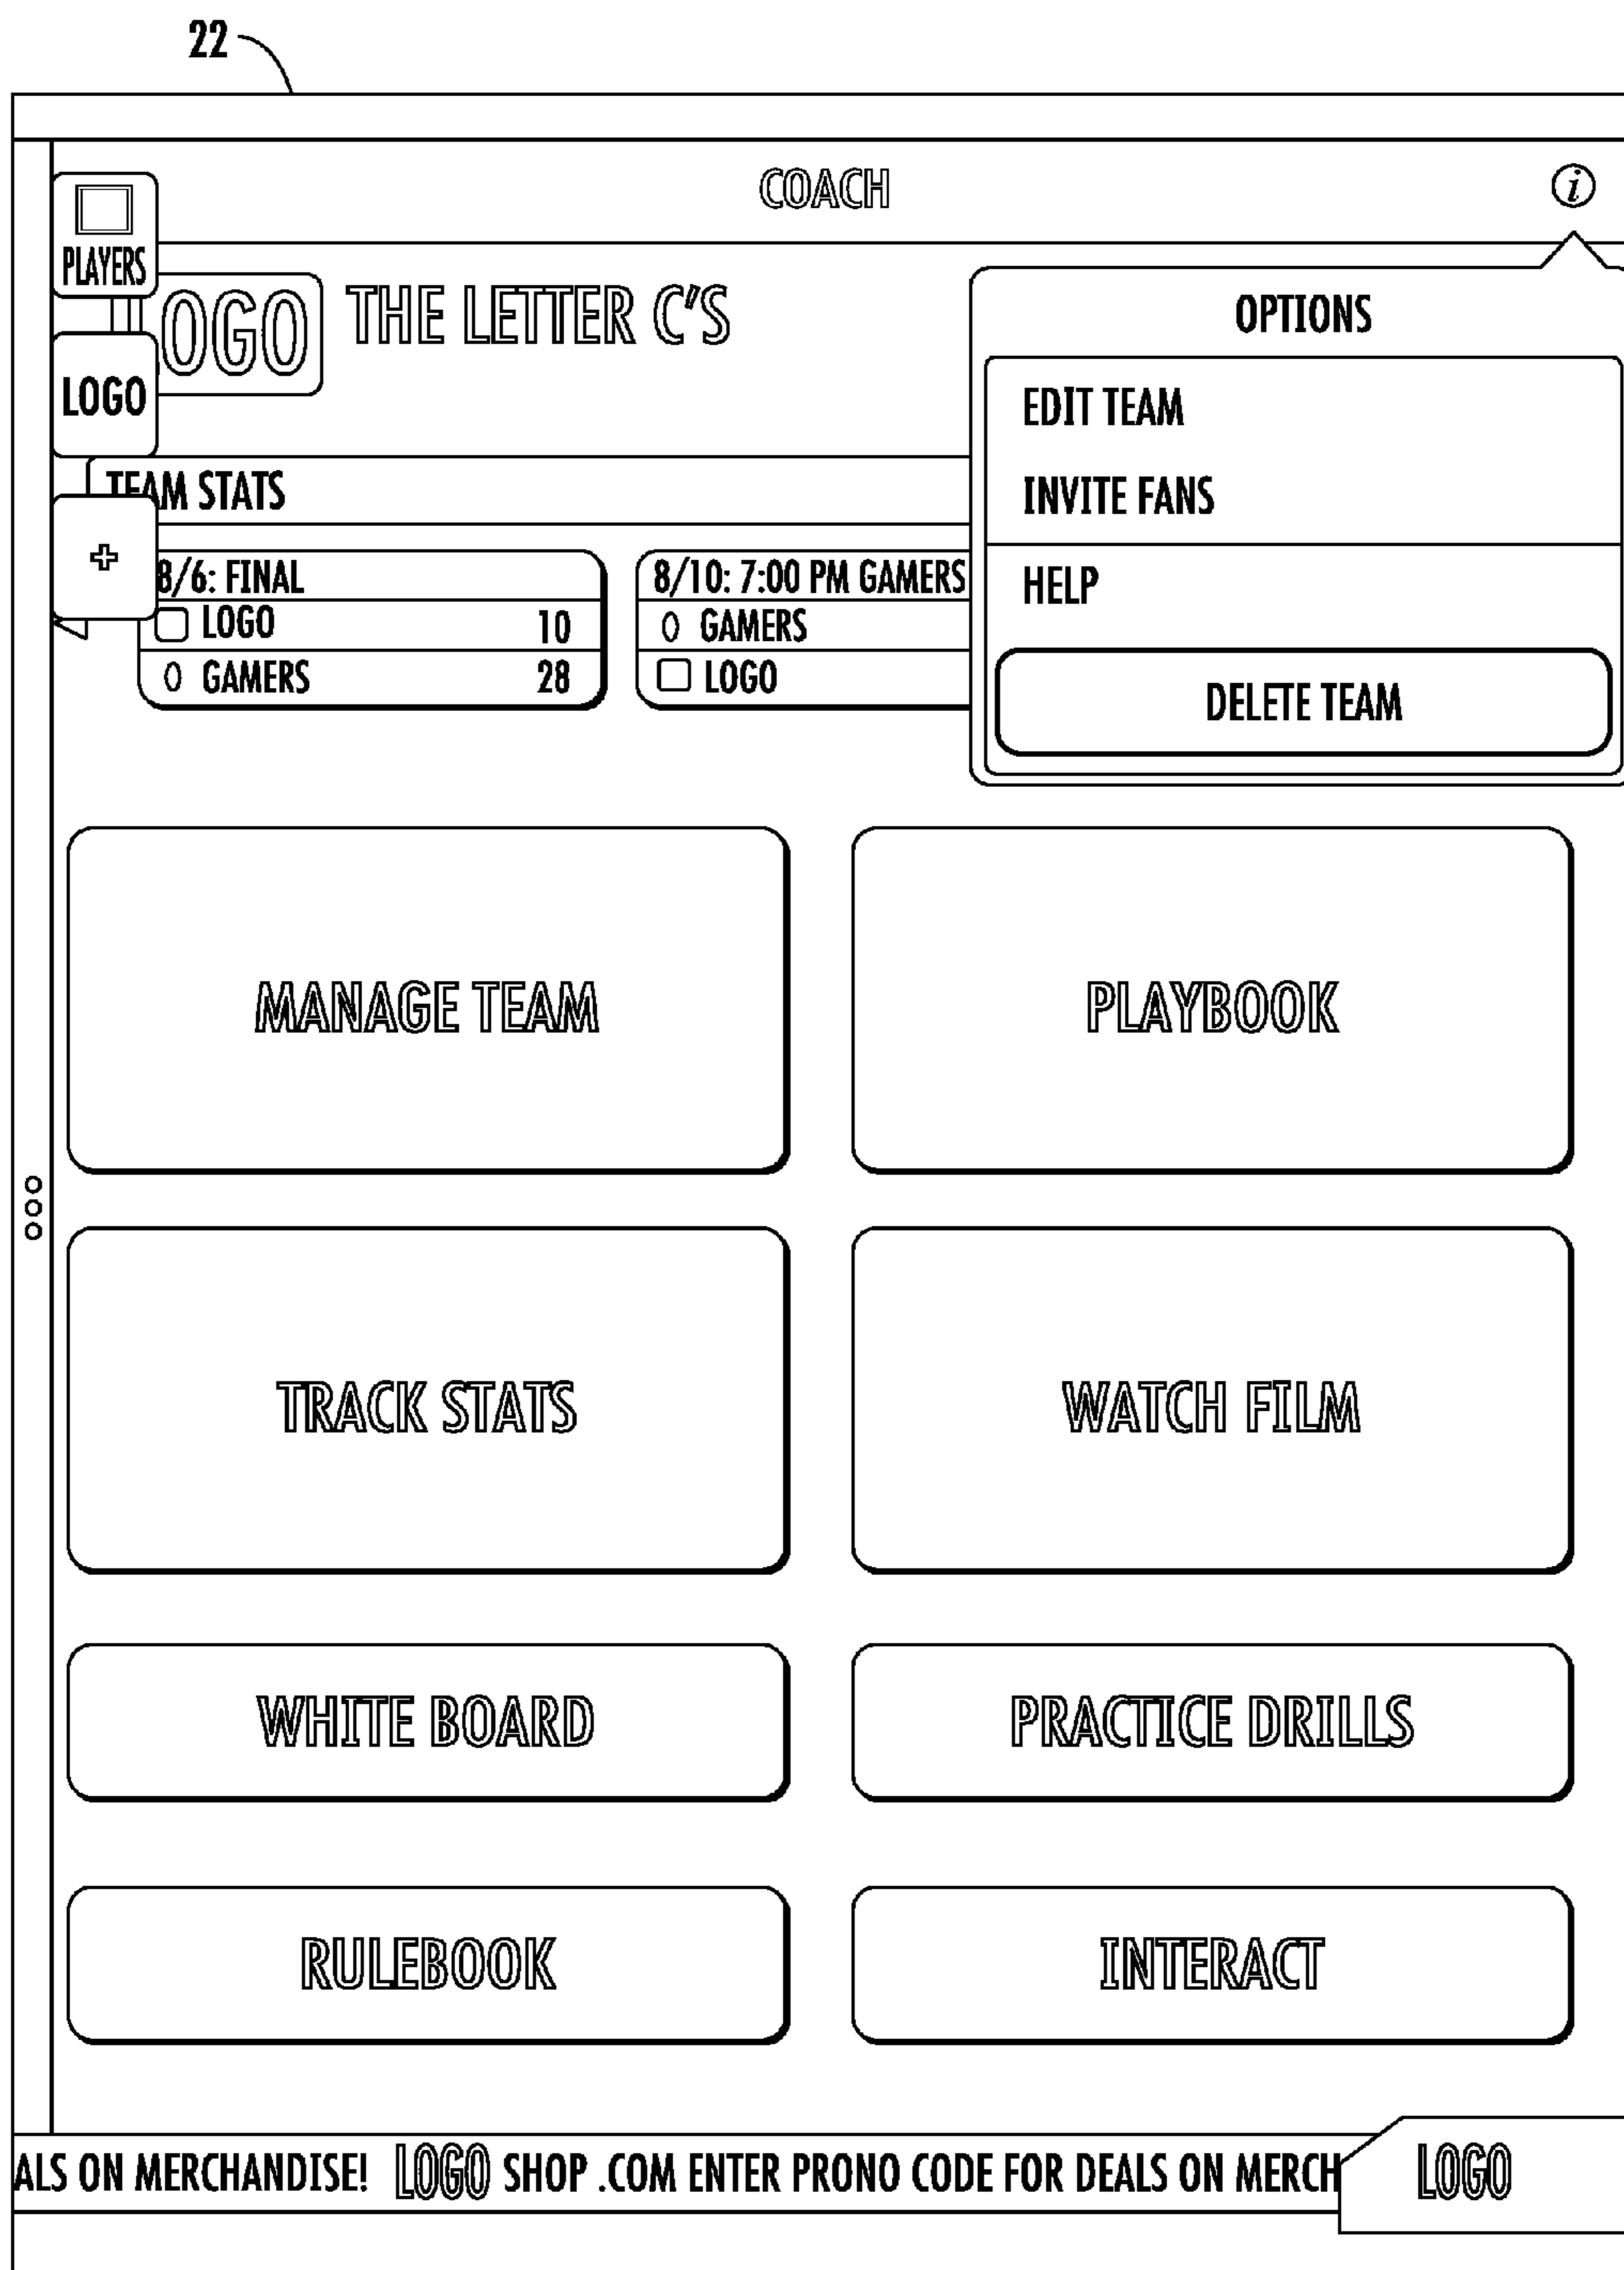 22
COACH
i
PLAYERS
OGO THE LETTER C'S
LOGO
OPTIONS
EDIT TEAM
INVITE FANS
HELP
DELETE TEAM
TEAM STATS
+
8/6: FINAL
LOGO 10
GAMERS 28
8/10: 7:00 PM GAMERS
GAMERS
LOGO
MANAGE TEAM
PLAYBOOK
TRACK STATS
WATCH FILM
WHITE BOARD
PRACTICE DRILLS
RULEBOOK
INTERACT
ALS ON MERCHANDISE! LOGO SHOP .COM ENTER PRONO CODE FOR DEALS ON MERCH
LOGO